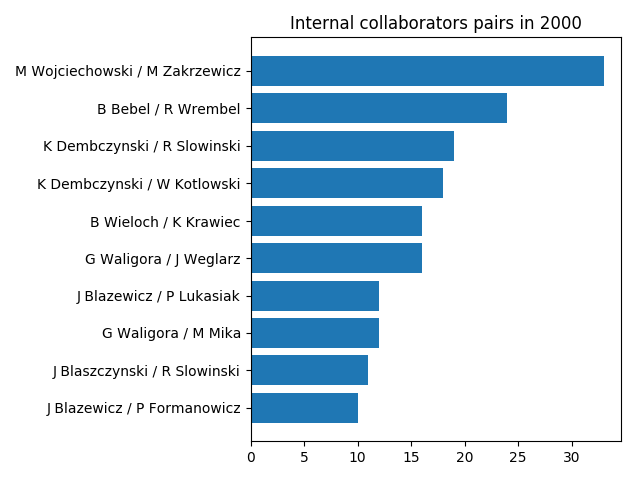 Internal collaborators pairs in 2000
M Wojciechowski / M Zakrzewicz
B Bebel / R Wrembel
K Dembczynski / R Slowinski
K Dembczynski / W Kotlowski
B Wieloch / K Krawiec
G Waligora / J Weglarz
J Blazewicz / P Lukasiak
G Waligora / M Mika
J Blaszczynski / R Slowinski
J Blazewicz / P Formanowicz
0 5 10 15 20 25 30